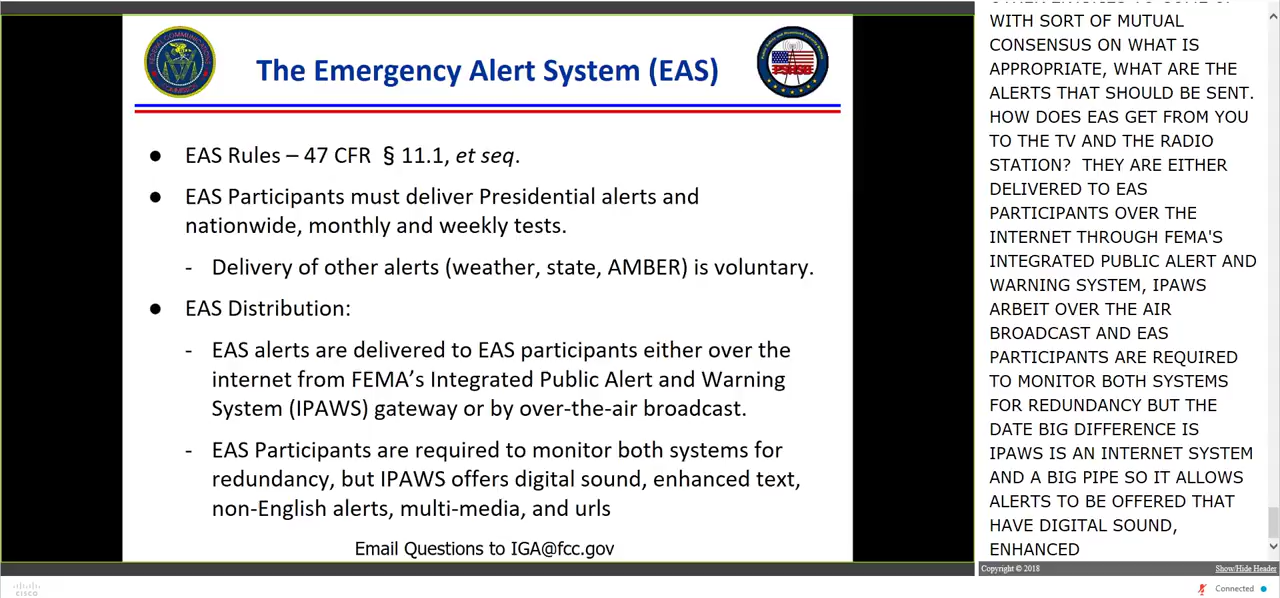 The Emergency Alert System (EAS)
● EAS Rules – 47 CFR § 11.1, et seq.
● EAS Participants must deliver Presidential alerts and
nationwide, monthly and weekly tests.
- Delivery of other alerts (weather, state, AMBER) is voluntary.
● EAS Distribution:
- EAS alerts are delivered to EAS participants either over the
internet from FEMA’s Integrated Public Alert and Warning
System (IPAWS) gateway or by over-the-air broadcast.
- EAS Participants are required to monitor both systems for
redundancy, but IPAWS offers digital sound, enhanced text,
non-English alerts, multi-media, and urls
Email Questions to IGA@fcc.gov
WITH SORT OF MUTUAL
CONSENSUS ON WHAT IS
APPROPRIATE, WHAT ARE THE
ALERTS THAT SHOULD BE SENT.
HOW DOES EAS GET FROM YOU
TO THE TV AND THE RADIO
STATION?  THEY ARE EITHER
DELIVERED TO EAS
PARTICIPANTS OVER THE
INTERNET THROUGH FEMA'S
INTEGRATED PUBLIC ALERT AND
WARNING SYSTEM, IPAWS
ARBEIT OVER THE AIR
BROADCAST AND EAS
PARTICIPANTS ARE REQUIRED
TO MONITOR BOTH SYSTEMS
FOR REDUNDANCY BUT THE
DATE BIG DIFFERENCE IS
IPAWS IS AN INTERNET SYSTEM
AND A BIG PIPE SO IT ALLOWS
ALERTS TO BE OFFERED THAT
HAVE DIGITAL SOUND,
ENHANCED
Copyright © 2018
Show/Hide Header
cisco
Connected